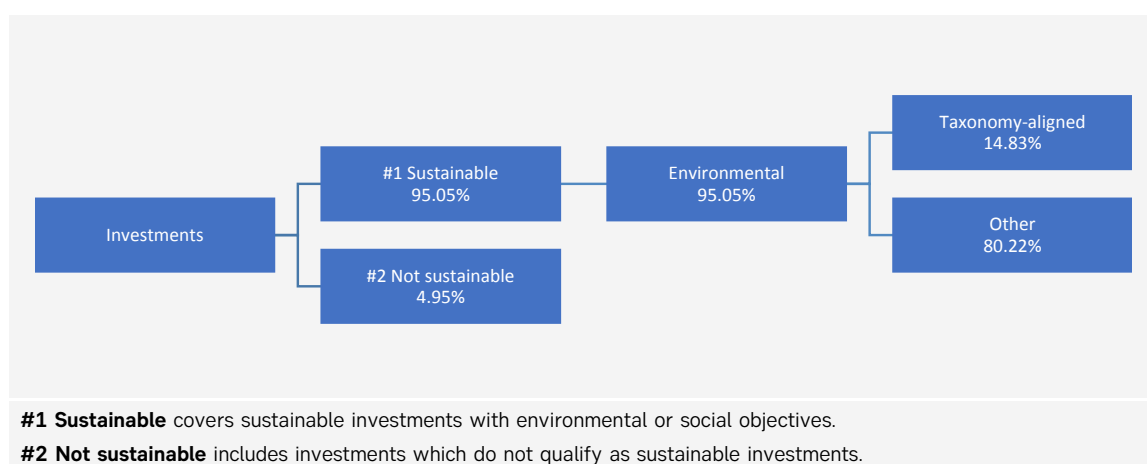 Investments
#1 Sustainable
95.05%
#2 Not sustainable
4.95%
Environmental
95.05%
Taxonomy-aligned
14.83%
Other
80.22%
#1 Sustainable covers sustainable investments with environmental or social objectives.
#2 Not sustainable includes investments which do not qualify as sustainable investments.